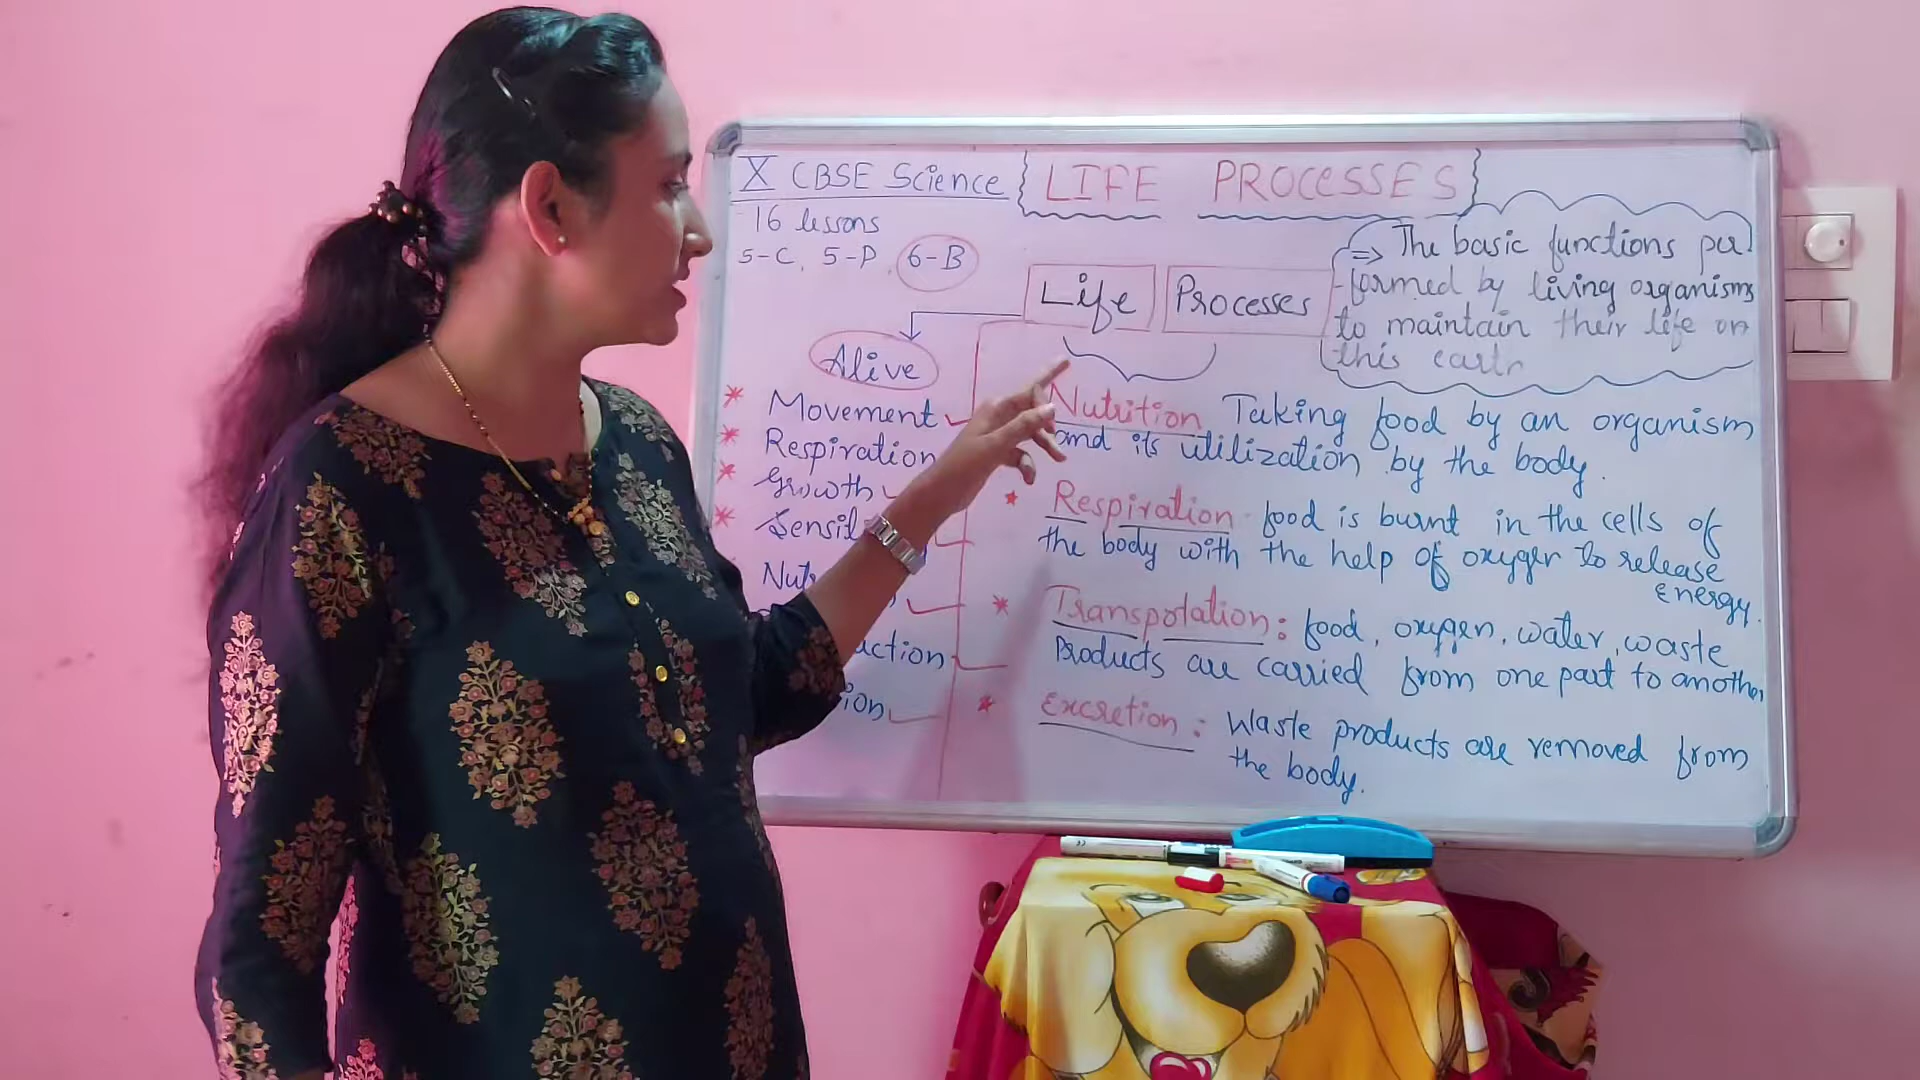 X CBSE Science
LIFE PROCESSES
16 lessons
5-C, 5-P, 6-B
Life Processes
=> The basic functions per
-formed by living organisms
to maintain their life on
this earth
Alive
* Movement
* Respiration
* Growth
Nutrition Taking food by an organism
and its utilization by the body.
* Respiration food is burnt in the cells of
the body with the help of oxygen to release
Energy.
* Transpotation: food, oxygen, water, waste
Products are carried from one part to another
* Excretion: Waste products are removed from
the body.